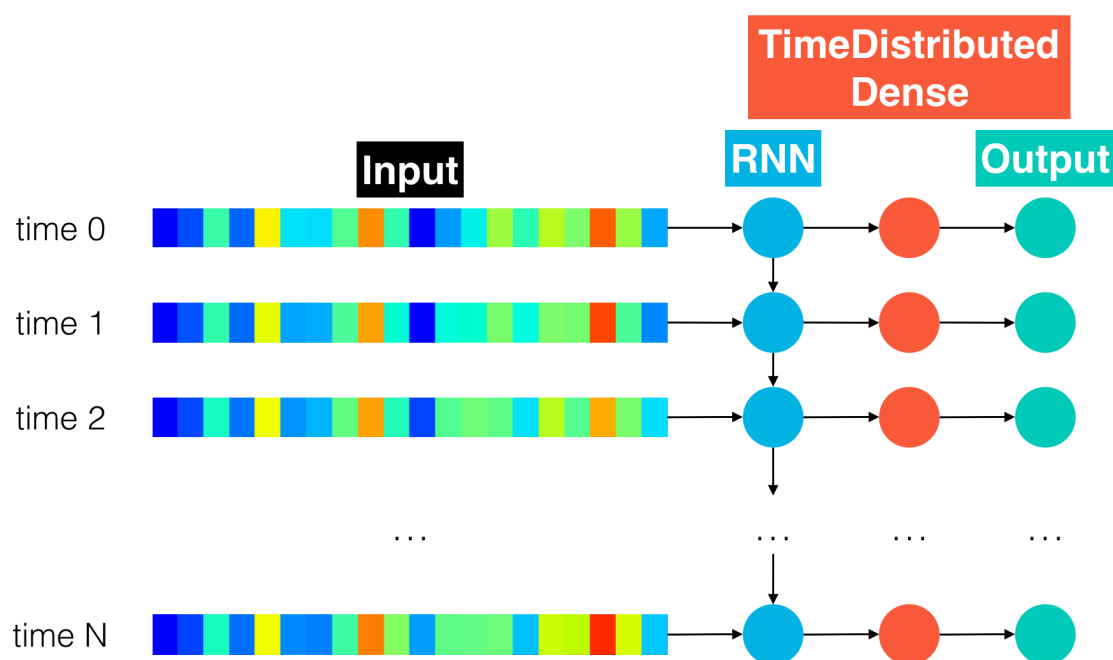 TimeDistributed
Dense
Input
RNN
Output
time 0
time 1
time 2
... ... ... ...
time N